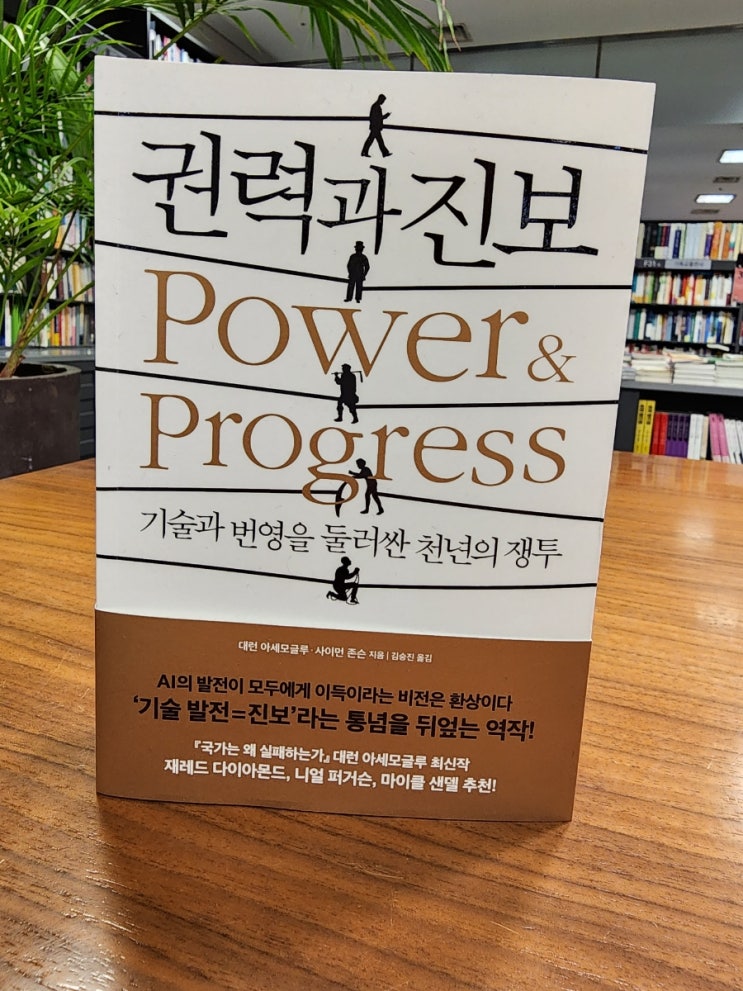 권력과 진보
Power &
Progress
기술과 번영을 둘러싼 천년의 쟁투
대런 아세모글루·사이먼 존슨 지음 | 김승진 옮김
AI의 발전이 모두에게 이득이라는 비전은 환상이다
‘기술 발전=진보’라는 통념을 뒤엎는 역작!
『국가는 왜 실패하는가』 대런 아세모글루 최신작
재레드 다이아몬드, 니얼 퍼거슨, 마이클 샌델 추천!